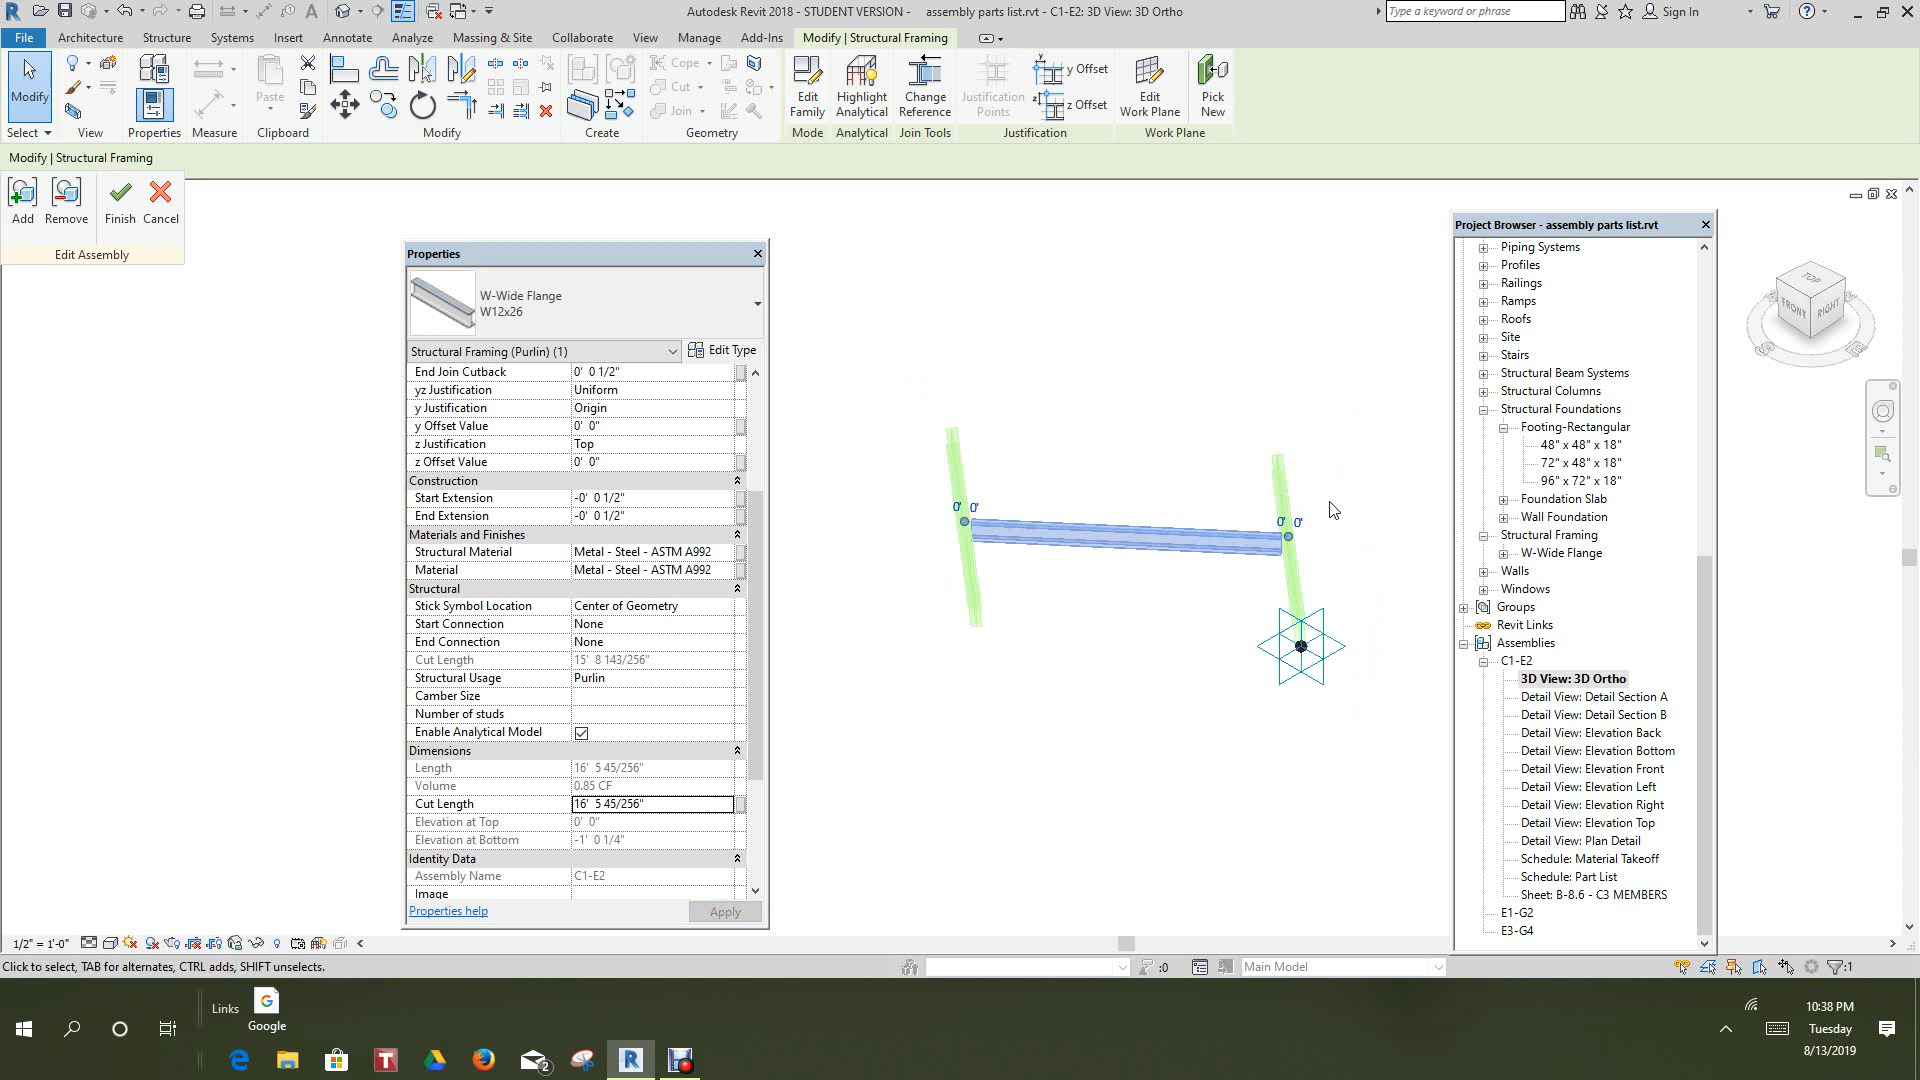 Autodesk Revit 2018 - STUDENT VERSION - assembly parts list.rvt - C1-E2: 3D View: 3D Ortho
Type a keyword or phrase
Sign In
File Architecture Structure Systems Insert Annotate Analyze Massing & Site Collaborate View Manage Add-Ins Modify | Structural Framing
Modify
Paste
Cope
Cut
Join
Edit Family
Highlight Analytical
Change Reference
Justification Points
y Offset
z Offset
Edit Work Plane
Pick New
Select View Properties Measure Clipboard Modify Create Geometry Mode Analytical Join Tools Justification Work Plane
Modify | Structural Framing
Add Remove Finish Cancel
Edit Assembly
Properties
W-Wide Flange
W12x26
Structural Framing (Purlin) (1) Edit Type
End Join Cutback 0' 0 1/2"
yz Justification Uniform
y Justification Origin
y Offset Value 0' 0"
z Justification Top
z Offset Value 0' 0"
Construction
Start Extension -0' 0 1/2"
End Extension -0' 0 1/2"
Materials and Finishes
Structural Material Metal - Steel - ASTM A992
Material Metal - Steel - ASTM A992
Structural
Stick Symbol Location Center of Geometry
Start Connection None
End Connection None
Cut Length 15' 8 143/256"
Structural Usage Purlin
Camber Size
Number of studs
Enable Analytical Model
Dimensions
Length 16' 5 45/256"
Volume 0.85 CF
Cut Length 16' 5 45/256"
Elevation at Top 0' 0"
Elevation at Bottom -1' 0 1/4"
Identity Data
Assembly Name C1-E2
Image
Properties help Apply
0' 0'
0' 0'
TOP
FRONT
RIGHT
Project Browser - assembly parts list.rvt
Piping Systems
Profiles
Railings
Ramps
Roofs
Site
Stairs
Structural Beam Systems
Structural Columns
Structural Foundations
Footing-Rectangular
48" x 48" x 18"
72" x 48" x 18"
96" x 72" x 18"
Foundation Slab
Wall Foundation
Structural Framing
W-Wide Flange
Walls
Windows
Groups
Revit Links
Assemblies
C1-E2
3D View: 3D Ortho
Detail View: Detail Section A
Detail View: Detail Section B
Detail View: Elevation Back
Detail View: Elevation Bottom
Detail View: Elevation Front
Detail View: Elevation Left
Detail View: Elevation Right
Detail View: Elevation Top
Detail View: Plan Detail
Schedule: Material Takeoff
Schedule: Part List
Sheet: B-8.6 - C3 MEMBERS
E1-G2
E3-G4
1/2" = 1'-0"
Click to select, TAB for alternates, CTRL adds, SHIFT unselects.
:0
Main Model
:1
Links
Google
10:38 PM
Tuesday
8/13/2019